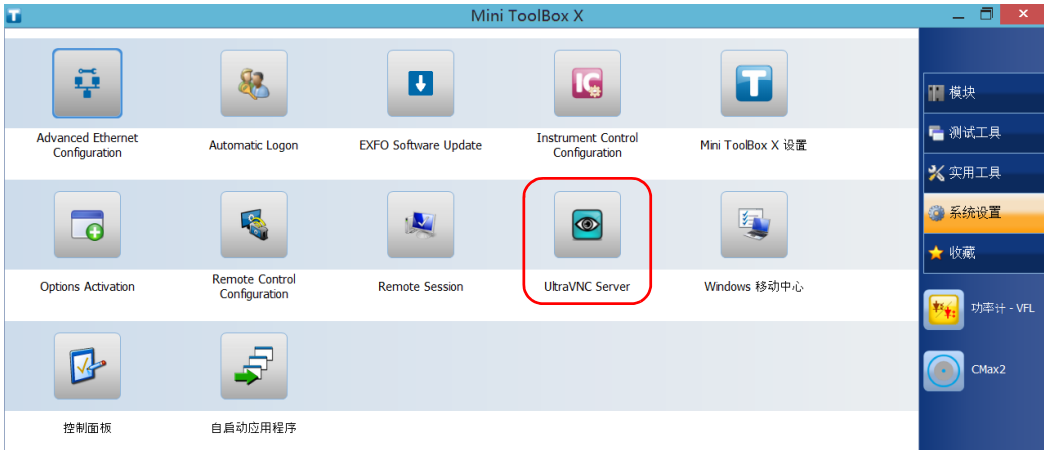 Mini ToolBox X
Advanced Ethernet
Configuration
Automatic Logon
EXFO Software Update
Instrument Control
Configuration
Mini ToolBox X 设置
Options Activation
Remote Control
Configuration
Remote Session
UltraVNC Server
Windows 移动中心
控制面板
自启动应用程序
模块
测试工具
实用工具
系统设置
收藏
功率计 - VFL
CMax2